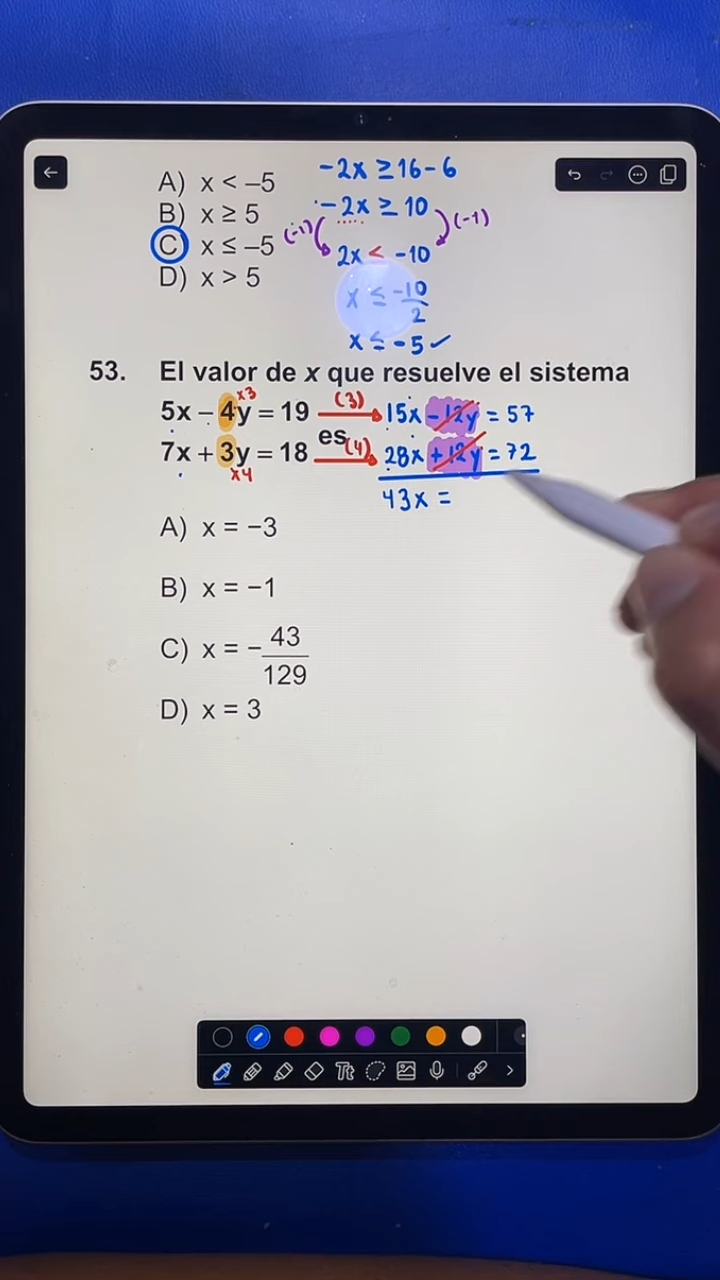 A) x < –5
B) x ≥ 5
C) x ≤ –5
D) x > 5
-2x ≥ 16-6
-2x ≥ 10
(-1)
(-1)
2x < -10
x ≤ -10/2
x ≤ -5 ✓
53. El valor de x que resuelve el sistema
5x – 4y = 19
x3
(3)
15x -12y = 57
7x + 3y = 18
x4
es
(4)
28x +12y = 72
43x =
A) x = –3
B) x = –1
C) x = – 43/129
D) x = 3
Tt